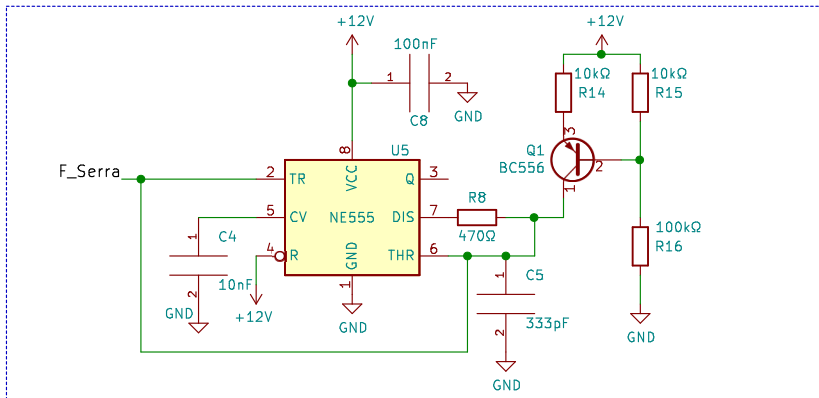 +12V
+12V
100nF
1
2
C8
GND
10kΩ
R14
10kΩ
R15
F_Serra
8
U5
2
TR
VCC
Q
3
Q1
BC556
3
2
1
5
CV
NE555
DIS
7
R8
470Ω
C4
1
10nF
2
GND
4
R
+12V
GND
1
GND
THR
6
C5
1
333pF
2
GND
100kΩ
R16
GND